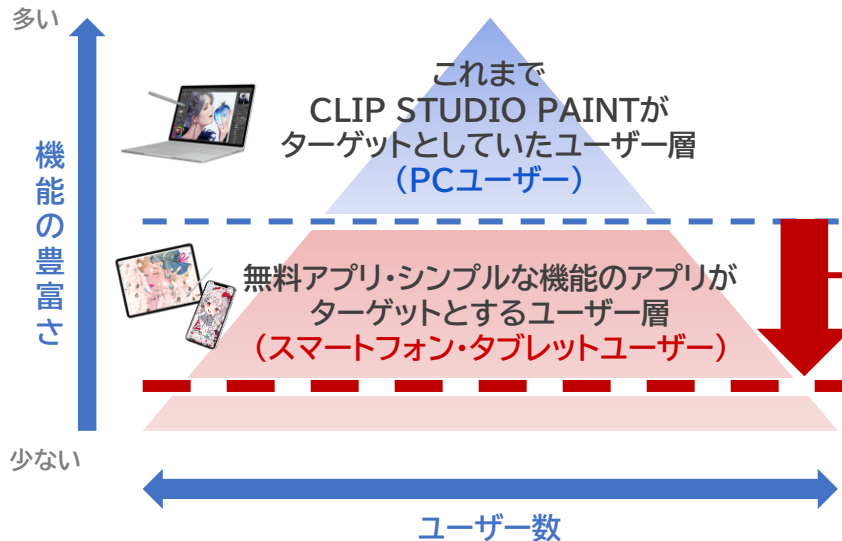 多い
これまで
CLIP STUDIO PAINTが
ターゲットとしていたユーザー層
（PCユーザー）
機能の豊富さ
無料アプリ・シンプルな機能のアプリが
ターゲットとするユーザー層
（スマートフォン・タブレットユーザー）
少ない
ユーザー数